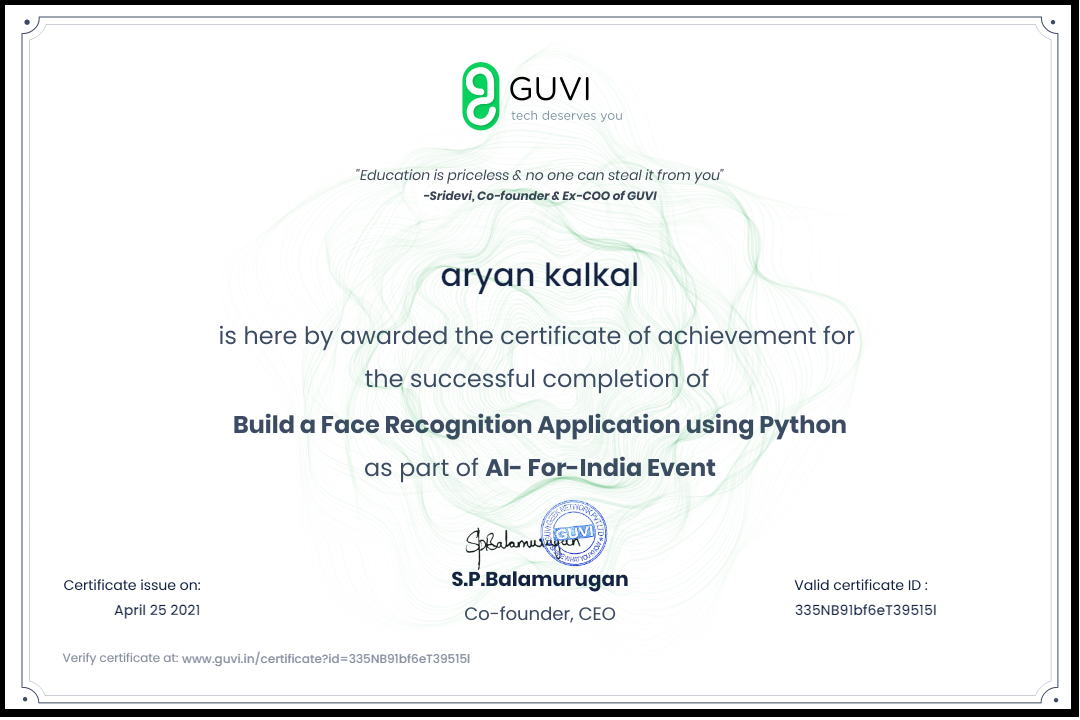 GUVI
tech deserves you
"Education is priceless & no one can steal it from you"
-Sridevi, Co-founder & Ex-COO of GUVI
aryan kalkal
is here by awarded the certificate of achievement for
the successful completion of
Build a Face Recognition Application using Python
as part of AI- For-India Event
SpBalamurugan
GUVI
S.P.Balamurugan
Co-founder, CEO
Certificate issue on:
April 25 2021
Valid certificate ID :
335NB91bf6eT39515l
Verify certificate at: www.guvi.in/certificate?id=335NB91bf6eT39515l